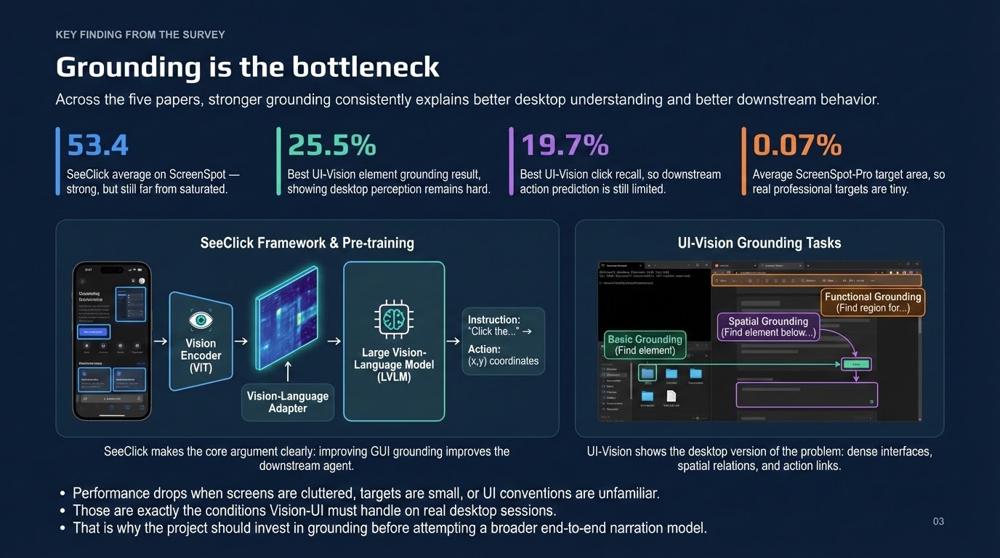 KEY FINDING FROM THE SURVEY
Grounding is the bottleneck
Across the five papers, stronger grounding consistently explains better desktop understanding and better downstream behavior.
53.4
SeeClick average on ScreenSpot —
strong, but still far from saturated.
25.5%
Best UI-Vision element grounding result,
showing desktop perception remains hard.
19.7%
Best UI-Vision click recall, so downstream
action prediction is still limited.
0.07%
Average ScreenSpot-Pro target area, so
real professional targets are tiny.
SeeClick Framework & Pre-training
Vision
Encoder
(VIT)
Vision-Language
Adapter
Large Vision-
Language Model
(LVLM)
Instruction:
“Click the...” →
Action:
(x,y) coordinates
SeeClick makes the core argument clearly: improving GUI grounding improves the
downstream agent.
UI-Vision Grounding Tasks
Functional Grounding
(Find region for...)
Spatial Grounding
(Find element below...)
Basic Grounding
(Find element)
UI-Vision shows the desktop version of the problem: dense interfaces,
spatial relations, and action links.
• Performance drops when screens are cluttered, targets are small, or UI conventions are unfamiliar.
• Those are exactly the conditions Vision-UI must handle on real desktop sessions.
• That is why the project should invest in grounding before attempting a broader end-to-end narration model.
03